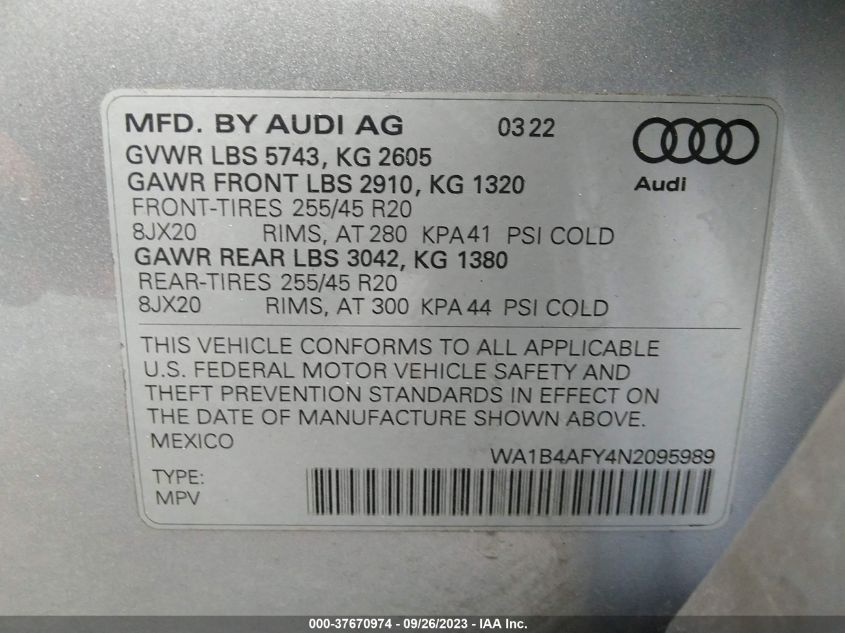 MFD. BY AUDI AG 03 22
GVWR LBS 5743, KG 2605
GAWR FRONT LBS 2910, KG 1320
Audi
FRONT-TIRES 255/45 R20
8JX20 RIMS, AT 280 KPA 41 PSI COLD
GAWR REAR LBS 3042, KG 1380
REAR-TIRES 255/45 R20
8JX20 RIMS, AT 300 KPA 44 PSI COLD
THIS VEHICLE CONFORMS TO ALL APPLICABLE
U.S. FEDERAL MOTOR VEHICLE SAFETY AND
THEFT PREVENTION STANDARDS IN EFFECT ON
THE DATE OF MANUFACTURE SHOWN ABOVE.
MEXICO
WA1B4AFY4N2095989
TYPE:
MPV
000-37670974 - 09/26/2023 - IAA Inc.